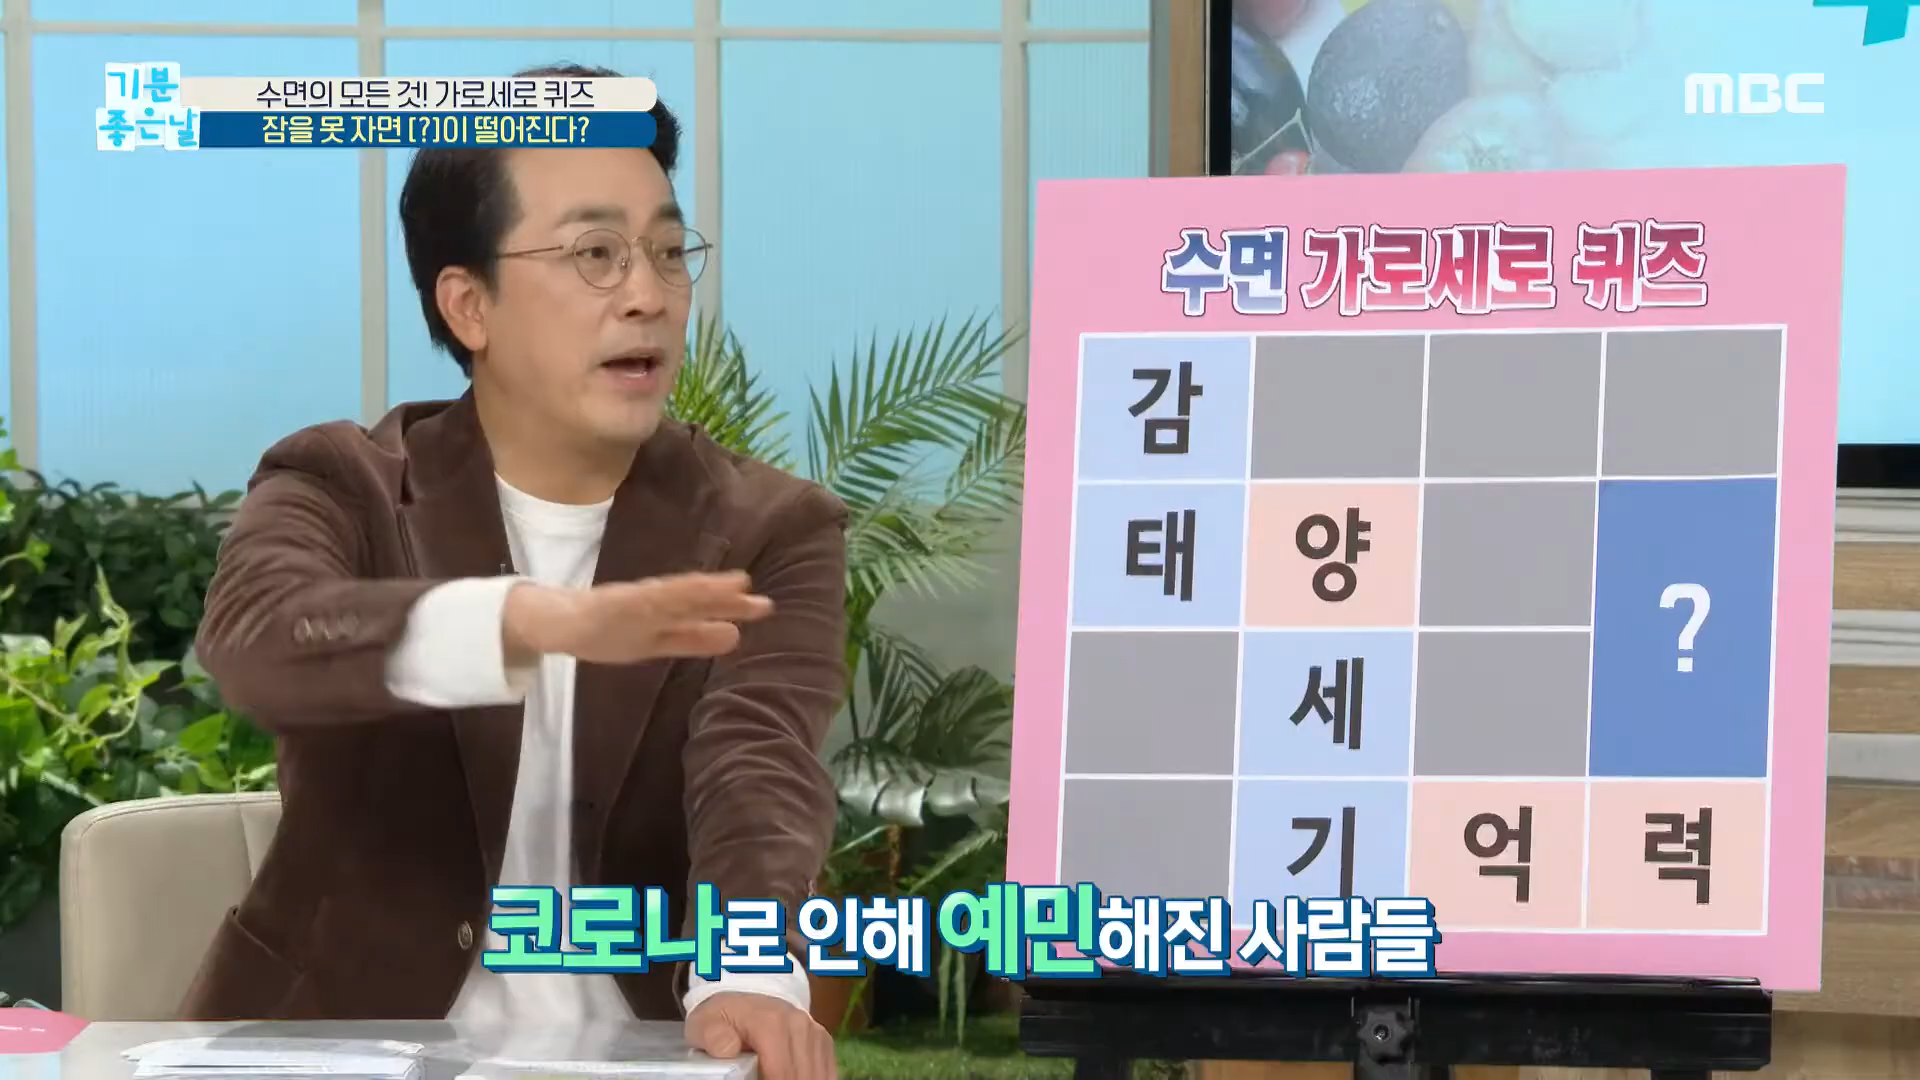 기분
좋은날
수면의 모든 것! 가로세로 퀴즈
잠을 못 자면 [?]이 떨어진다?
MBC
수면 가로세로 퀴즈
감
태 양
?
세
기 억 력
코로나로 인해 예민해진 사람들